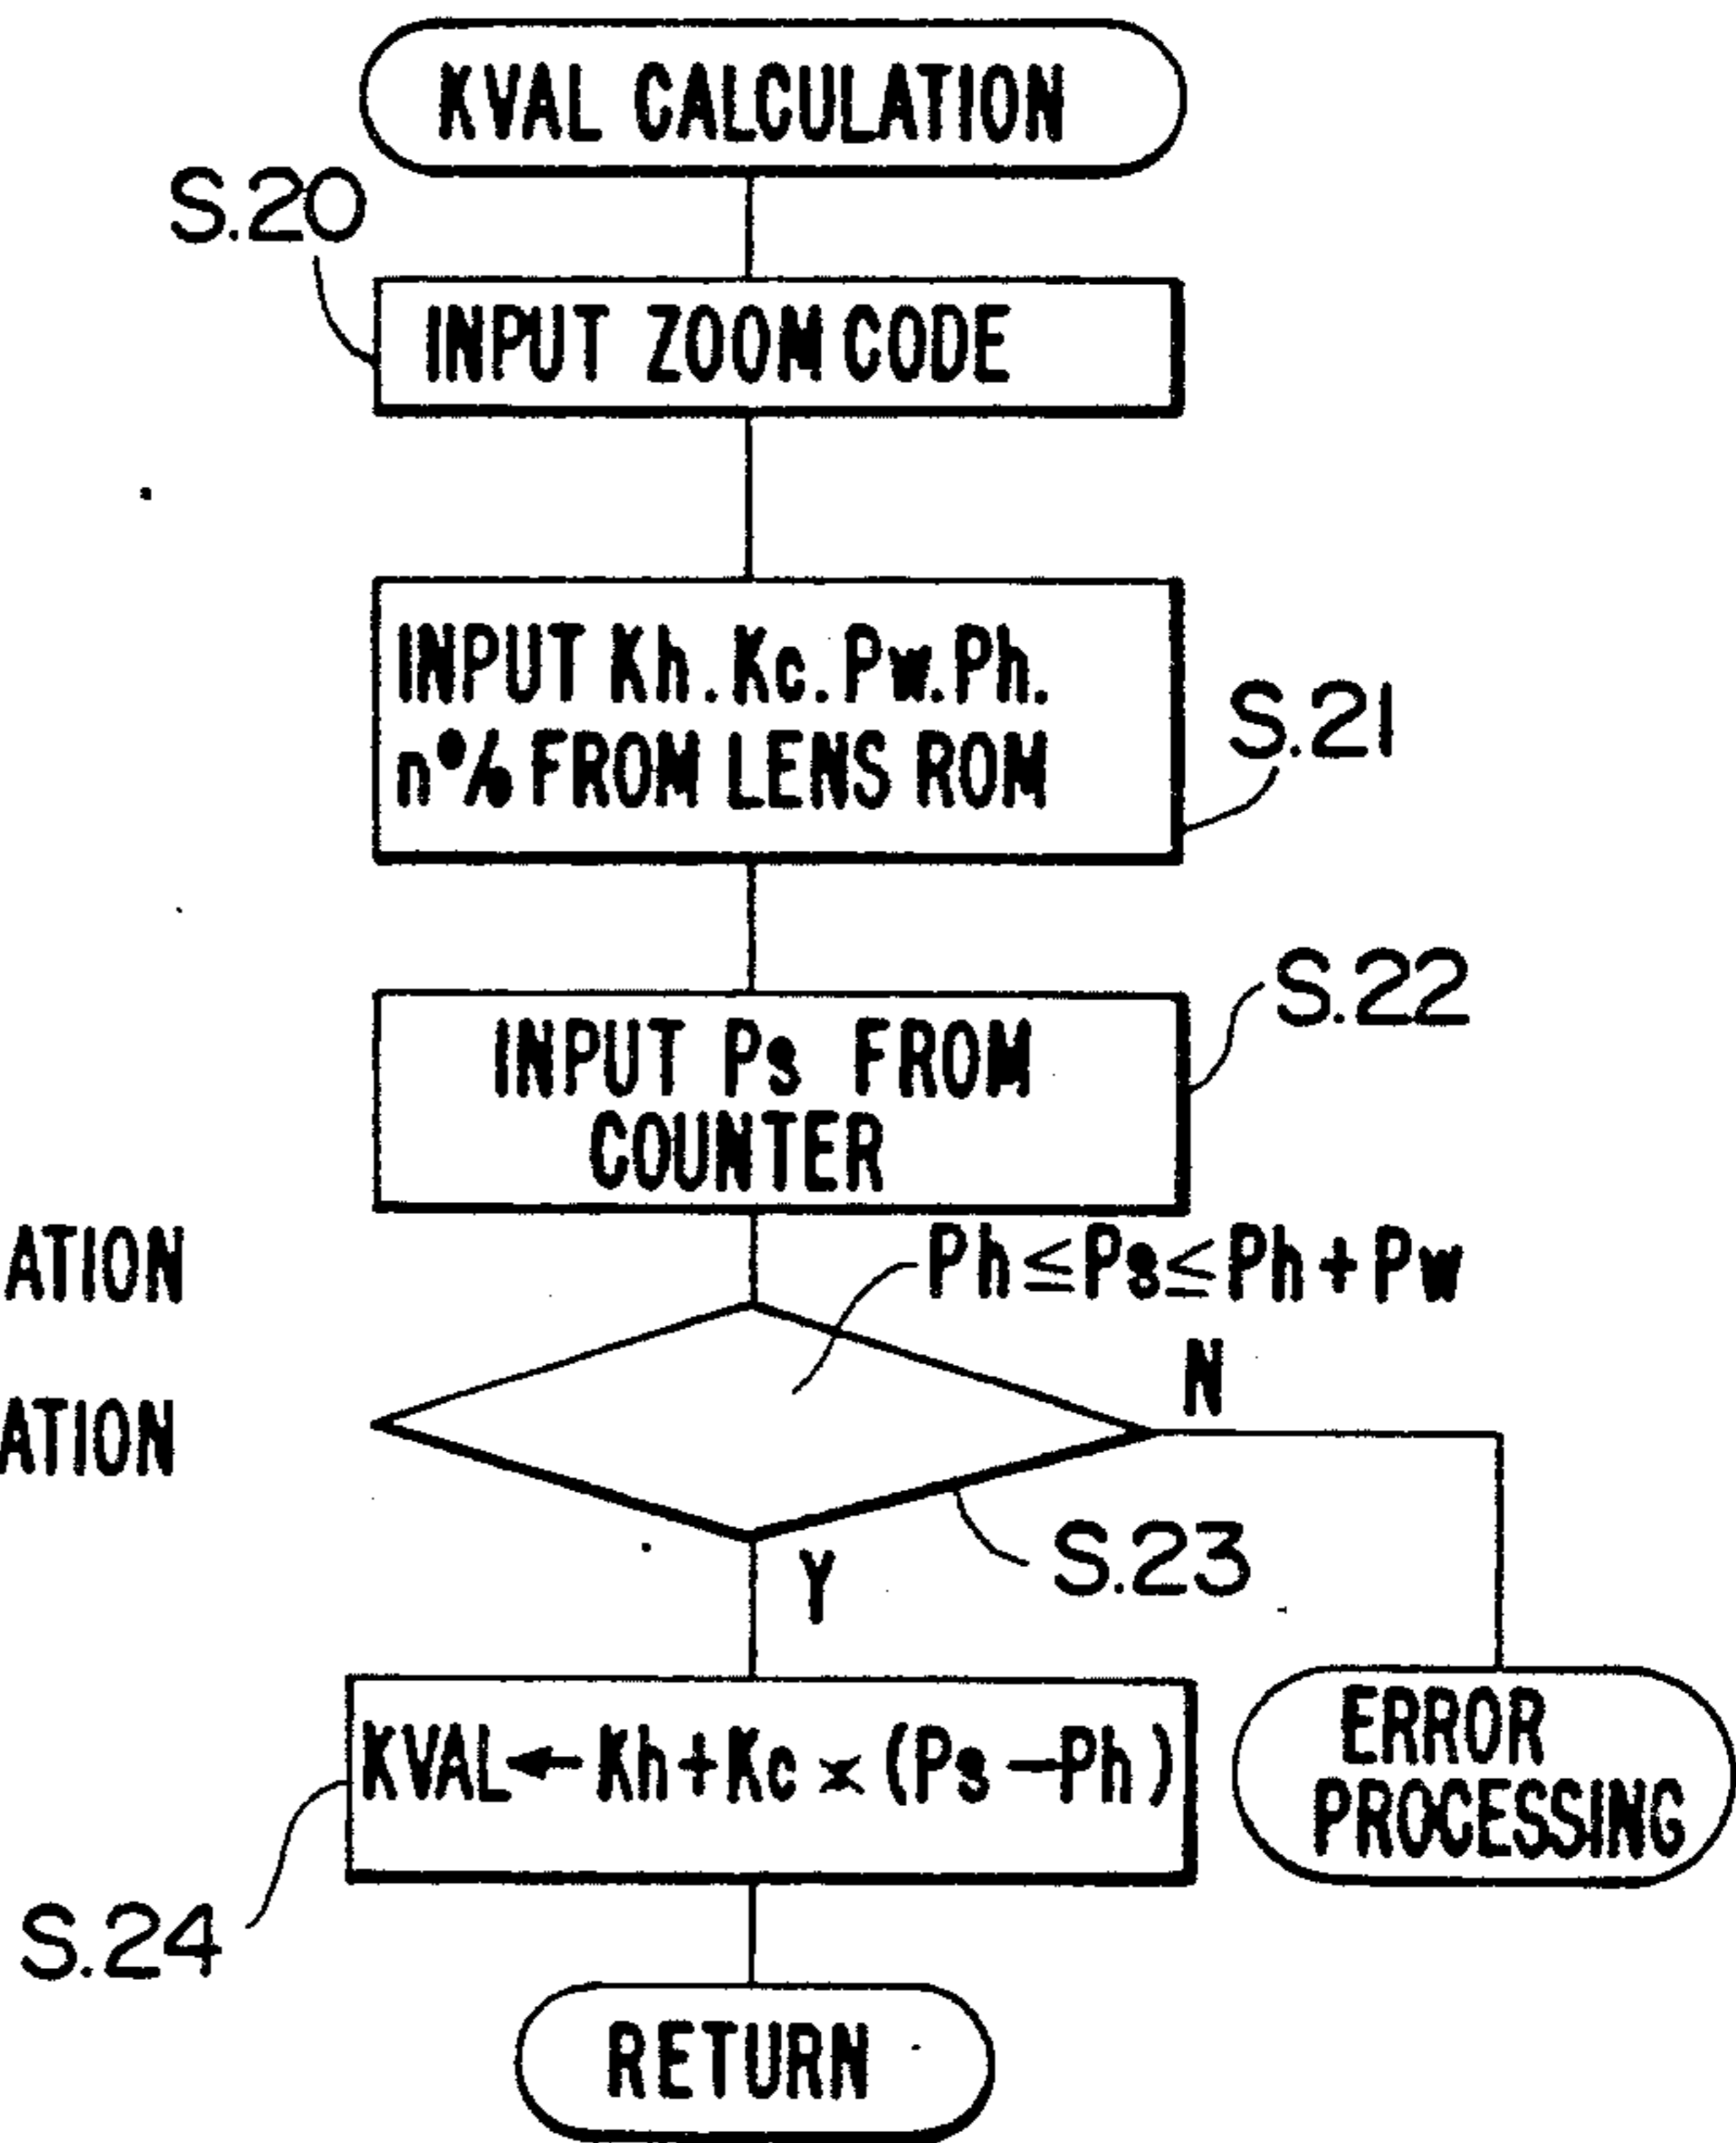 KVAL CALCULATION
S.20
INPUT ZOOM CODE
INPUT Kh. Kc. Pw. Ph.
n% FROM LENS ROM
S.21
S.22
INPUT Ps FROM
COUNTER
ATION
Ph≤Ps≤Ph+Pw
N
ATION
S.23
Y
KVAL←Kh+Kc×(Ps−Ph)
ERROR
PROCESSING
S.24
RETURN